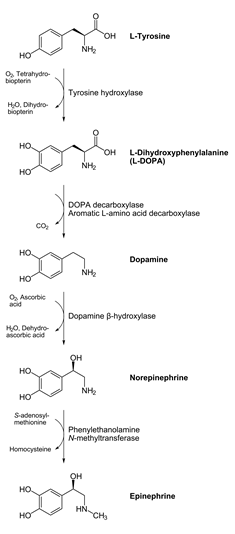 O
OH
HO
NH₂
L-Tyrosine
O₂, Tetrahydro-
biopterin
Tyrosine hydroxylase
H₂O, Dihydro-
biopterin
O
HO
OH
HO
NH₂
L-Dihydroxyphenylalanine
(L-DOPA)
DOPA decarboxylase
Aromatic L-amino acid decarboxylase
CO₂
HO
HO
NH₂
Dopamine
O₂, Ascorbic
acid
Dopamine β-hydroxylase
H₂O, Dehydro-
ascorbic acid
OH
HO
HO
NH₂
Norepinephrine
S-adenosyl-
methionine
Phenylethanolamine
N-methyltransferase
Homocysteine
OH
HO
HO
HN
CH₃
Epinephrine